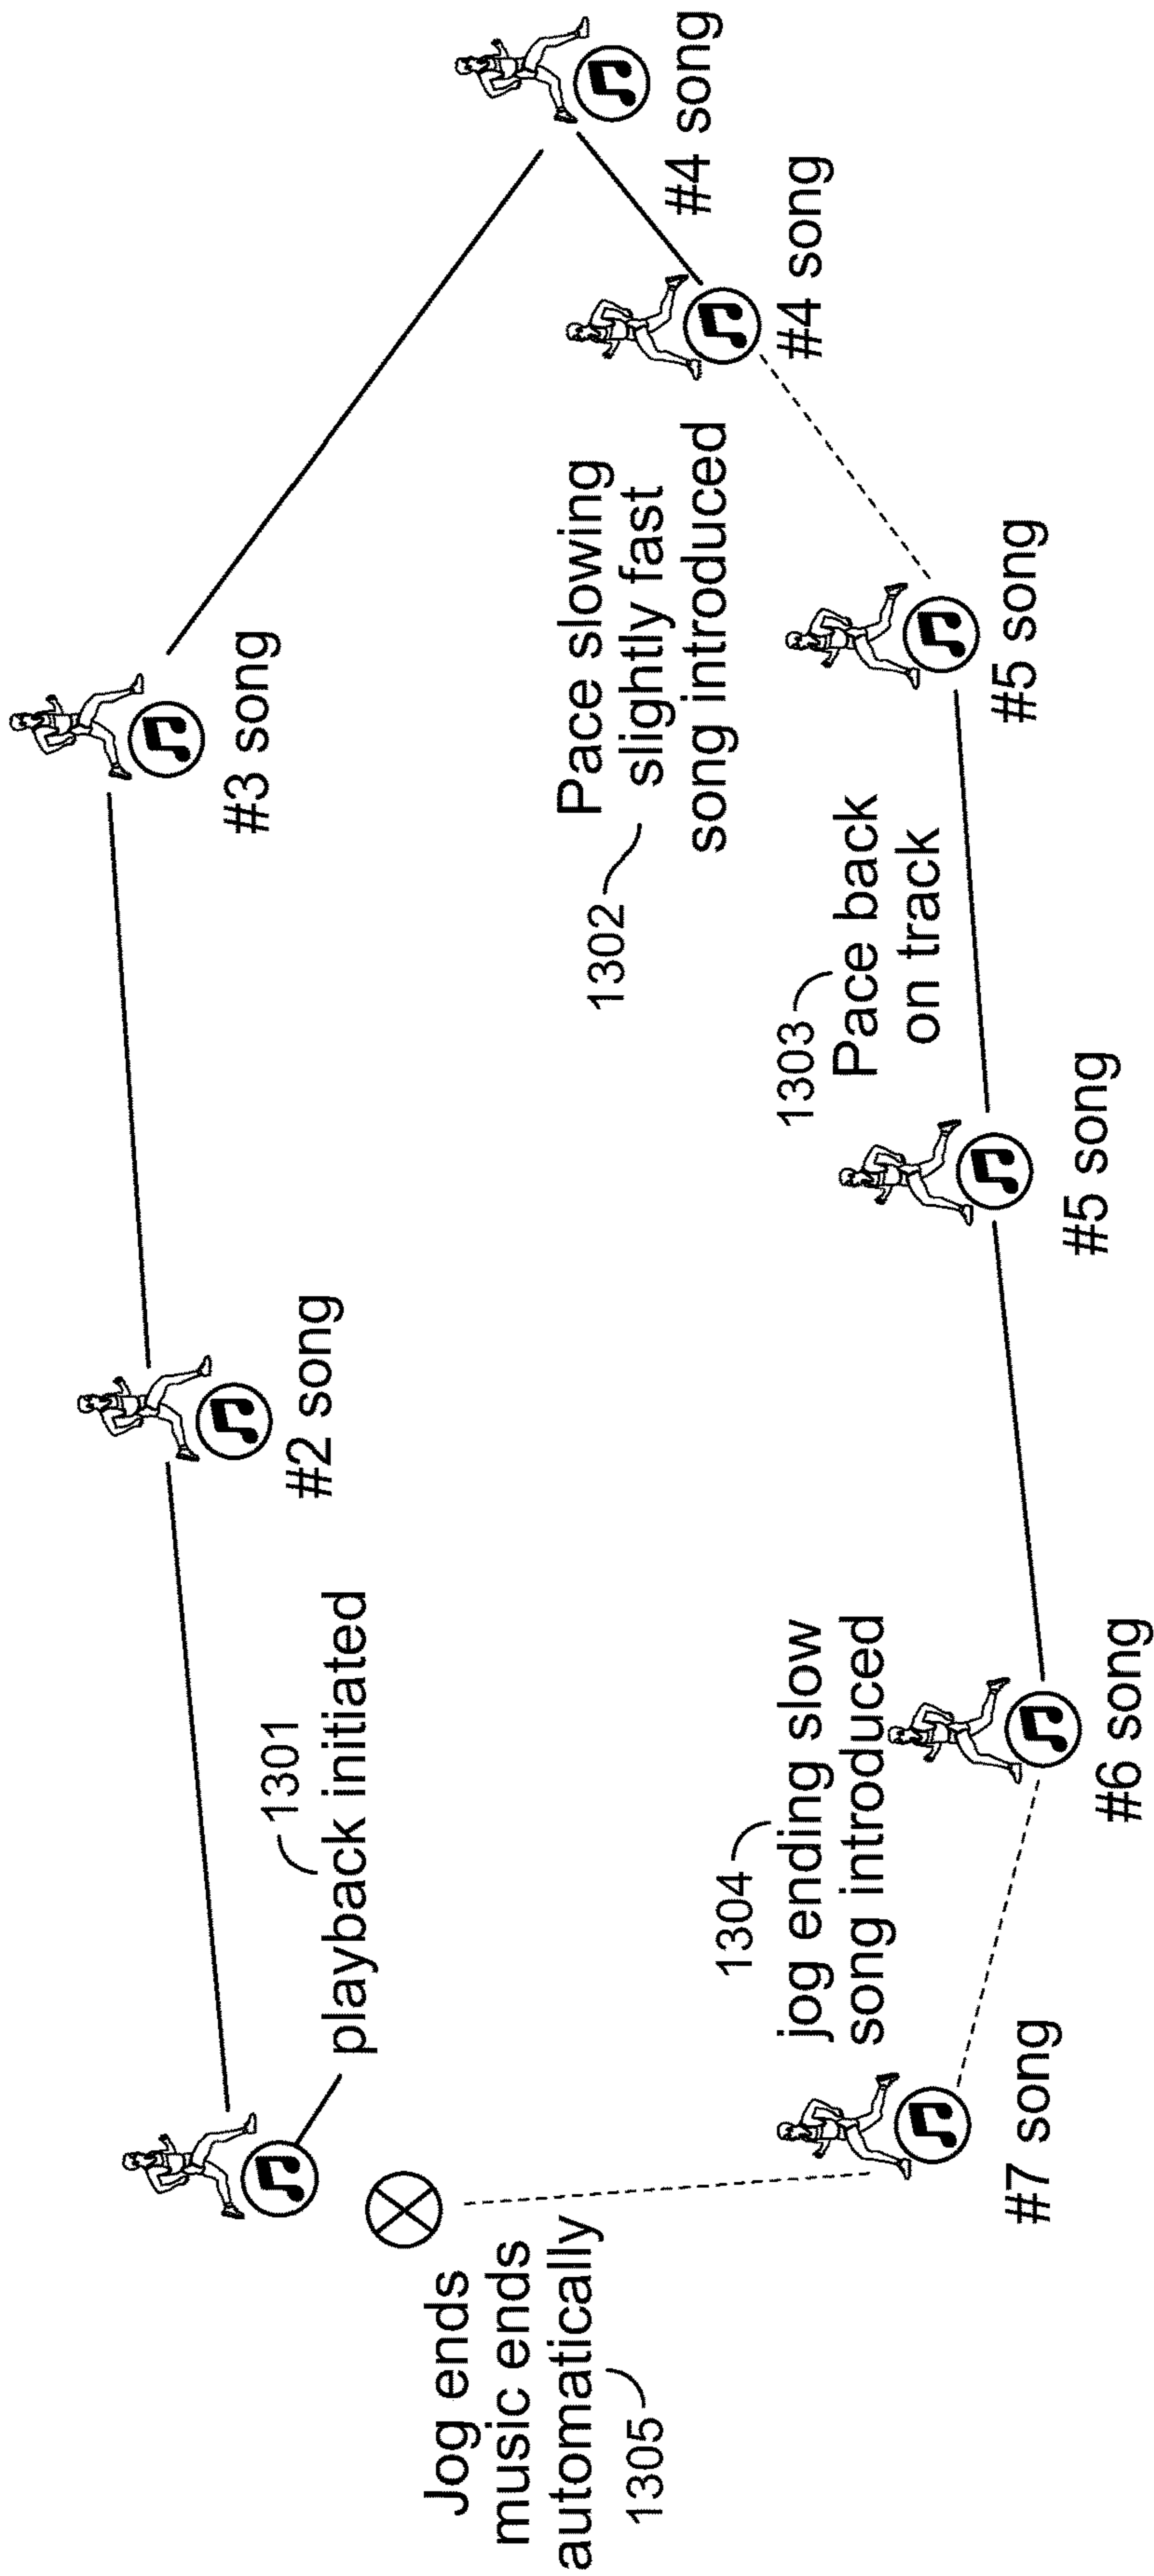 1301
playback initiated
#2 song
#3 song
#4 song
#4 song
1302
Pace slowing
slightly fast
song introduced
#5 song
1303
Pace back
on track
#5 song
#6 song
1304
jog ending slow
song introduced
#7 song
Jog ends
music ends
automatically
1305